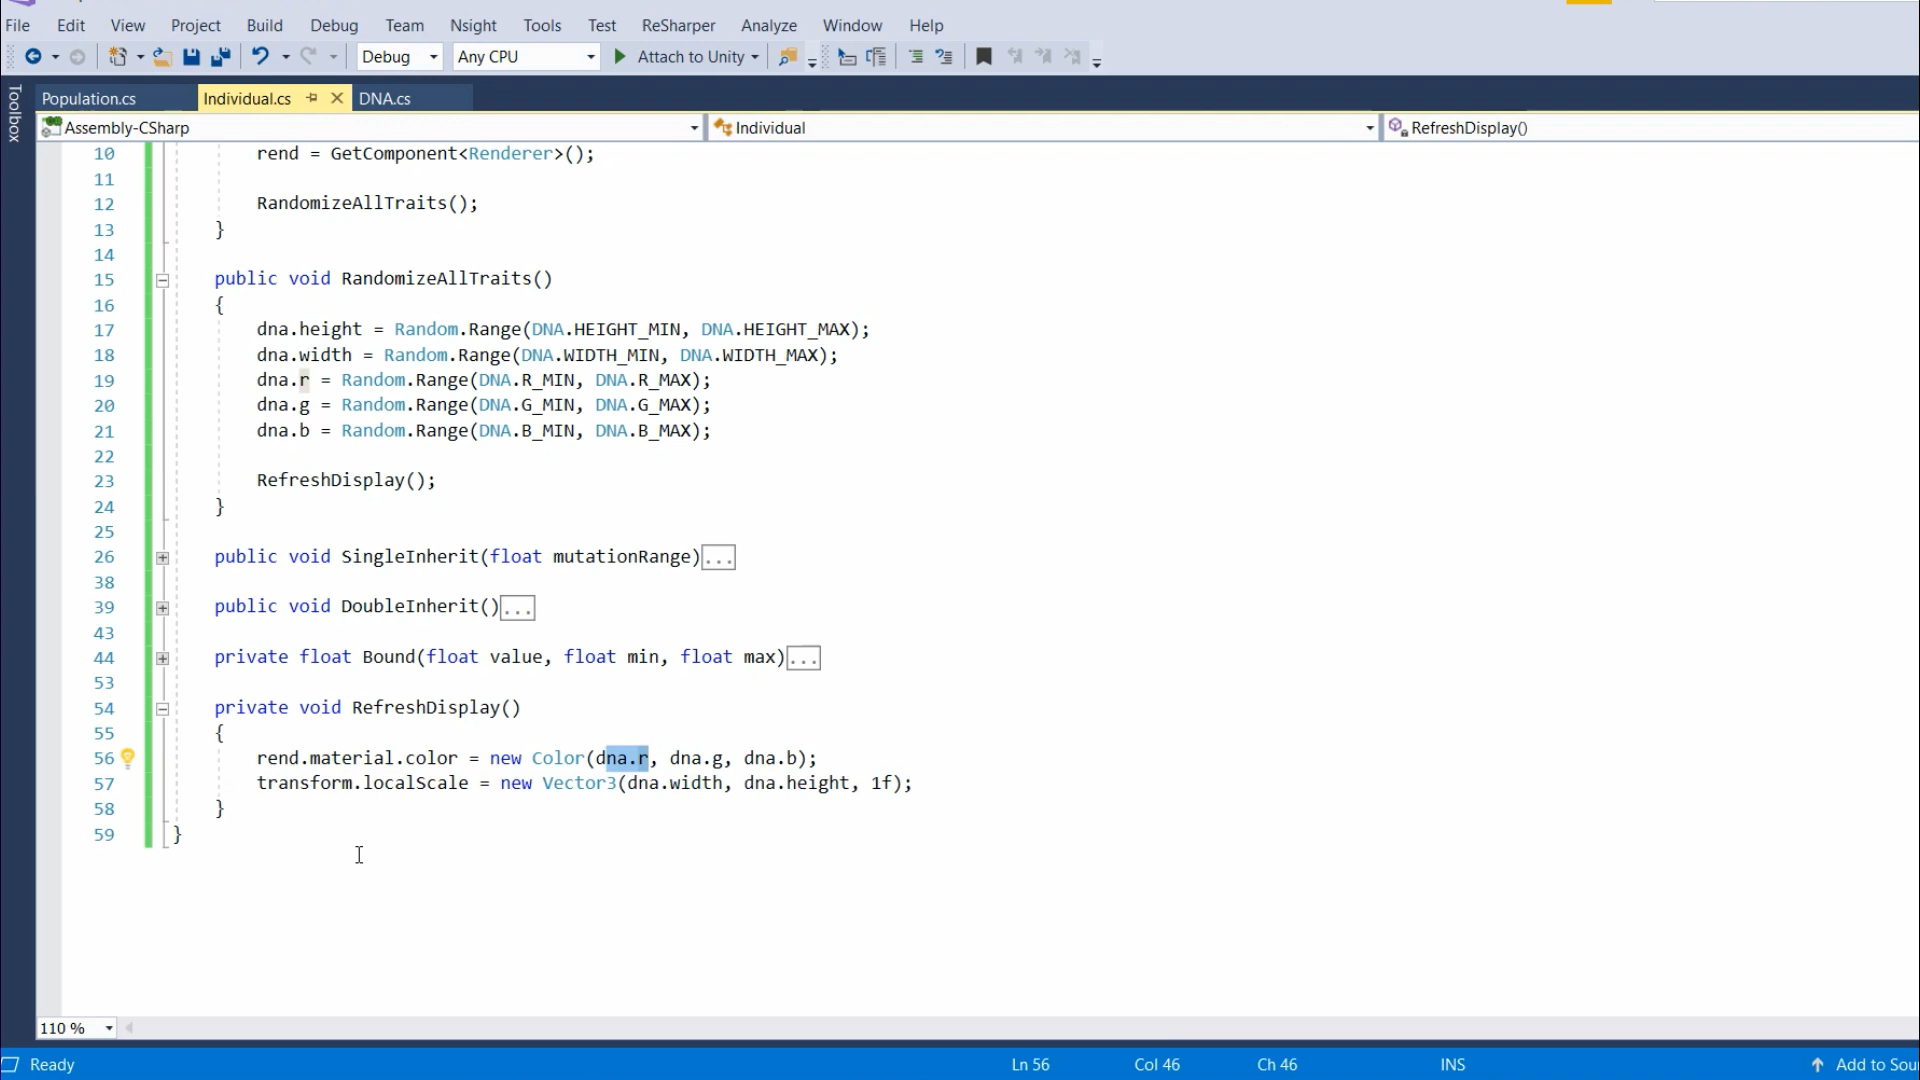 File Edit View Project Build Debug Team Nsight Tools Test ReSharper Analyze Window Help
Debug Any CPU Attach to Unity
Toolbox
Population.cs Individual.cs DNA.cs
Assembly-CSharp Individual RefreshDisplay()
10 rend = GetComponent<Renderer>();
11
12 RandomizeAllTraits();
13 }
14
15 public void RandomizeAllTraits()
16 {
17 dna.height = Random.Range(DNA.HEIGHT_MIN, DNA.HEIGHT_MAX);
18 dna.width = Random.Range(DNA.WIDTH_MIN, DNA.WIDTH_MAX);
19 dna.r = Random.Range(DNA.R_MIN, DNA.R_MAX);
20 dna.g = Random.Range(DNA.G_MIN, DNA.G_MAX);
21 dna.b = Random.Range(DNA.B_MIN, DNA.B_MAX);
22
23 RefreshDisplay();
24 }
25
26 public void SingleInherit(float mutationRange)...
38
39 public void DoubleInherit()...
43
44 private float Bound(float value, float min, float max)...
53
54 private void RefreshDisplay()
55 {
56 rend.material.color = new Color(dna.r, dna.g, dna.b);
57 transform.localScale = new Vector3(dna.width, dna.height, 1f);
58 }
59 }
110 %
Ready Ln 56 Col 46 Ch 46 INS Add to Sou